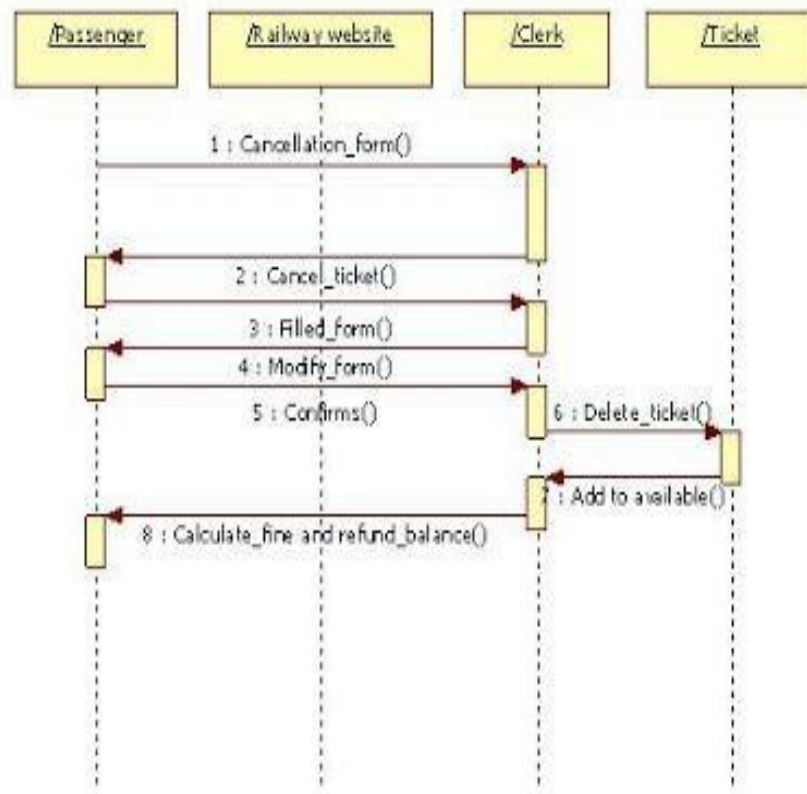 /Passenger
/Railway website
/Clerk
/Ticket
1 : Cancellation_form()
2 : Cancel_ticket()
3 : Filled_form()
4 : Modify_form()
5 : Confirms()
6 : Delete_ticket()
7 : Add to available()
8 : Calculate_fine and refund_balance()